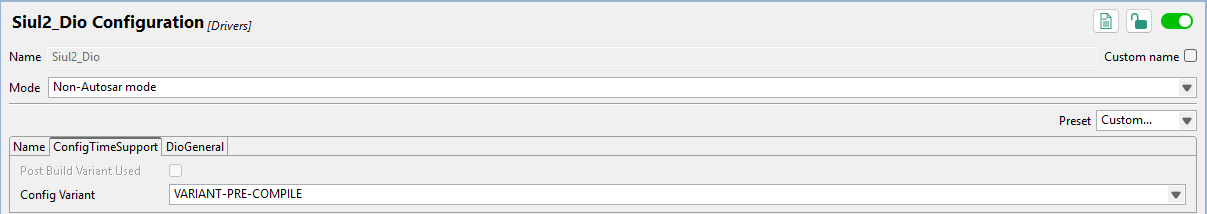 Siul2_Dio Configuration [Drivers]
Name Siul2_Dio Custom name
Mode Non-Autosar mode
Preset Custom...
Name ConfigTimeSupport DioGeneral
Post Build Variant Used
Config Variant VARIANT-PRE-COMPILE